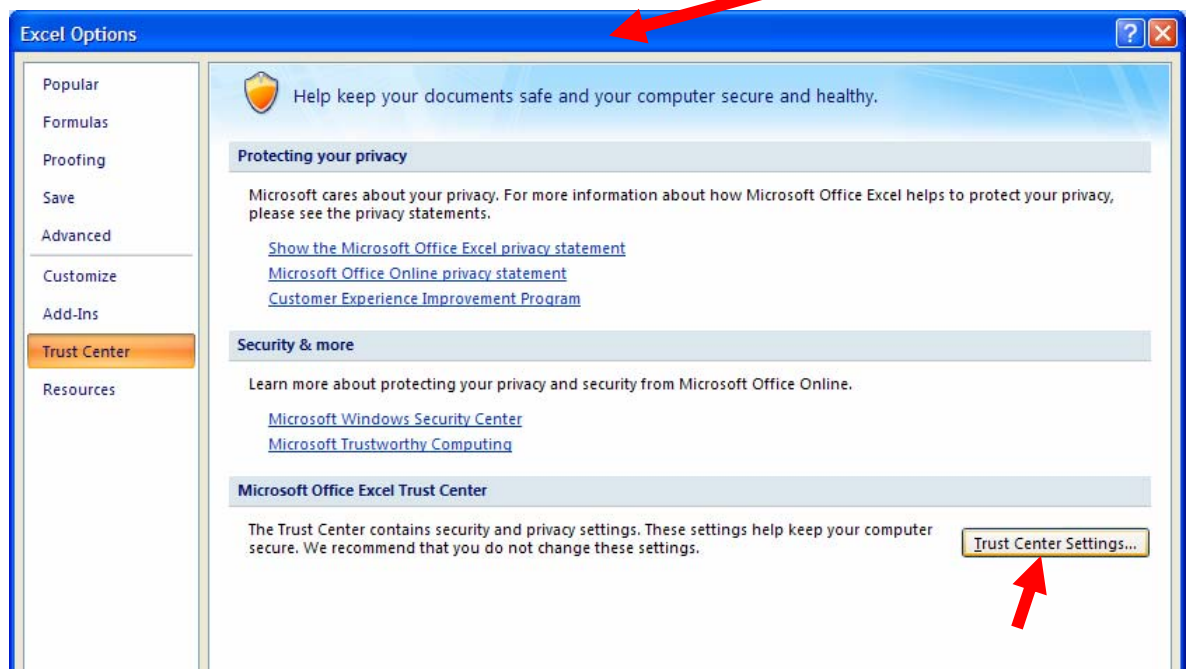 Excel Options
?
Popular
Formulas
Proofing
Save
Advanced
Customize
Add-Ins
Trust Center
Resources
Help keep your documents safe and your computer secure and healthy.
Protecting your privacy
Microsoft cares about your privacy. For more information about how Microsoft Office Excel helps to protect your privacy,
please see the privacy statements.
Show the Microsoft Office Excel privacy statement
Microsoft Office Online privacy statement
Customer Experience Improvement Program
Security & more
Learn more about protecting your privacy and security from Microsoft Office Online.
Microsoft Windows Security Center
Microsoft Trustworthy Computing
Microsoft Office Excel Trust Center
The Trust Center contains security and privacy settings. These settings help keep your computer
secure. We recommend that you do not change these settings.
Trust Center Settings...